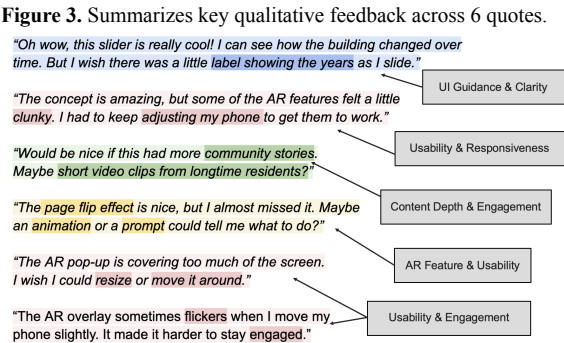 Figure 3. Summarizes key qualitative feedback across 6 quotes.
“Oh wow, this slider is really cool! I can see how the building changed over
time. But I wish there was a little label showing the years as I slide.”
UI Guidance & Clarity
“The concept is amazing, but some of the AR features felt a little
clunky. I had to keep adjusting my phone to get them to work.”
Usability & Responsiveness
“Would be nice if this had more community stories.
Maybe short video clips from longtime residents?”
Content Depth & Engagement
“The page flip effect is nice, but I almost missed it. Maybe
an animation or a prompt could tell me what to do?”
AR Feature & Usability
“The AR pop-up is covering too much of the screen.
I wish I could resize or move it around.”
Usability & Engagement
“The AR overlay sometimes flickers when I move my
phone slightly. It made it harder to stay engaged.”